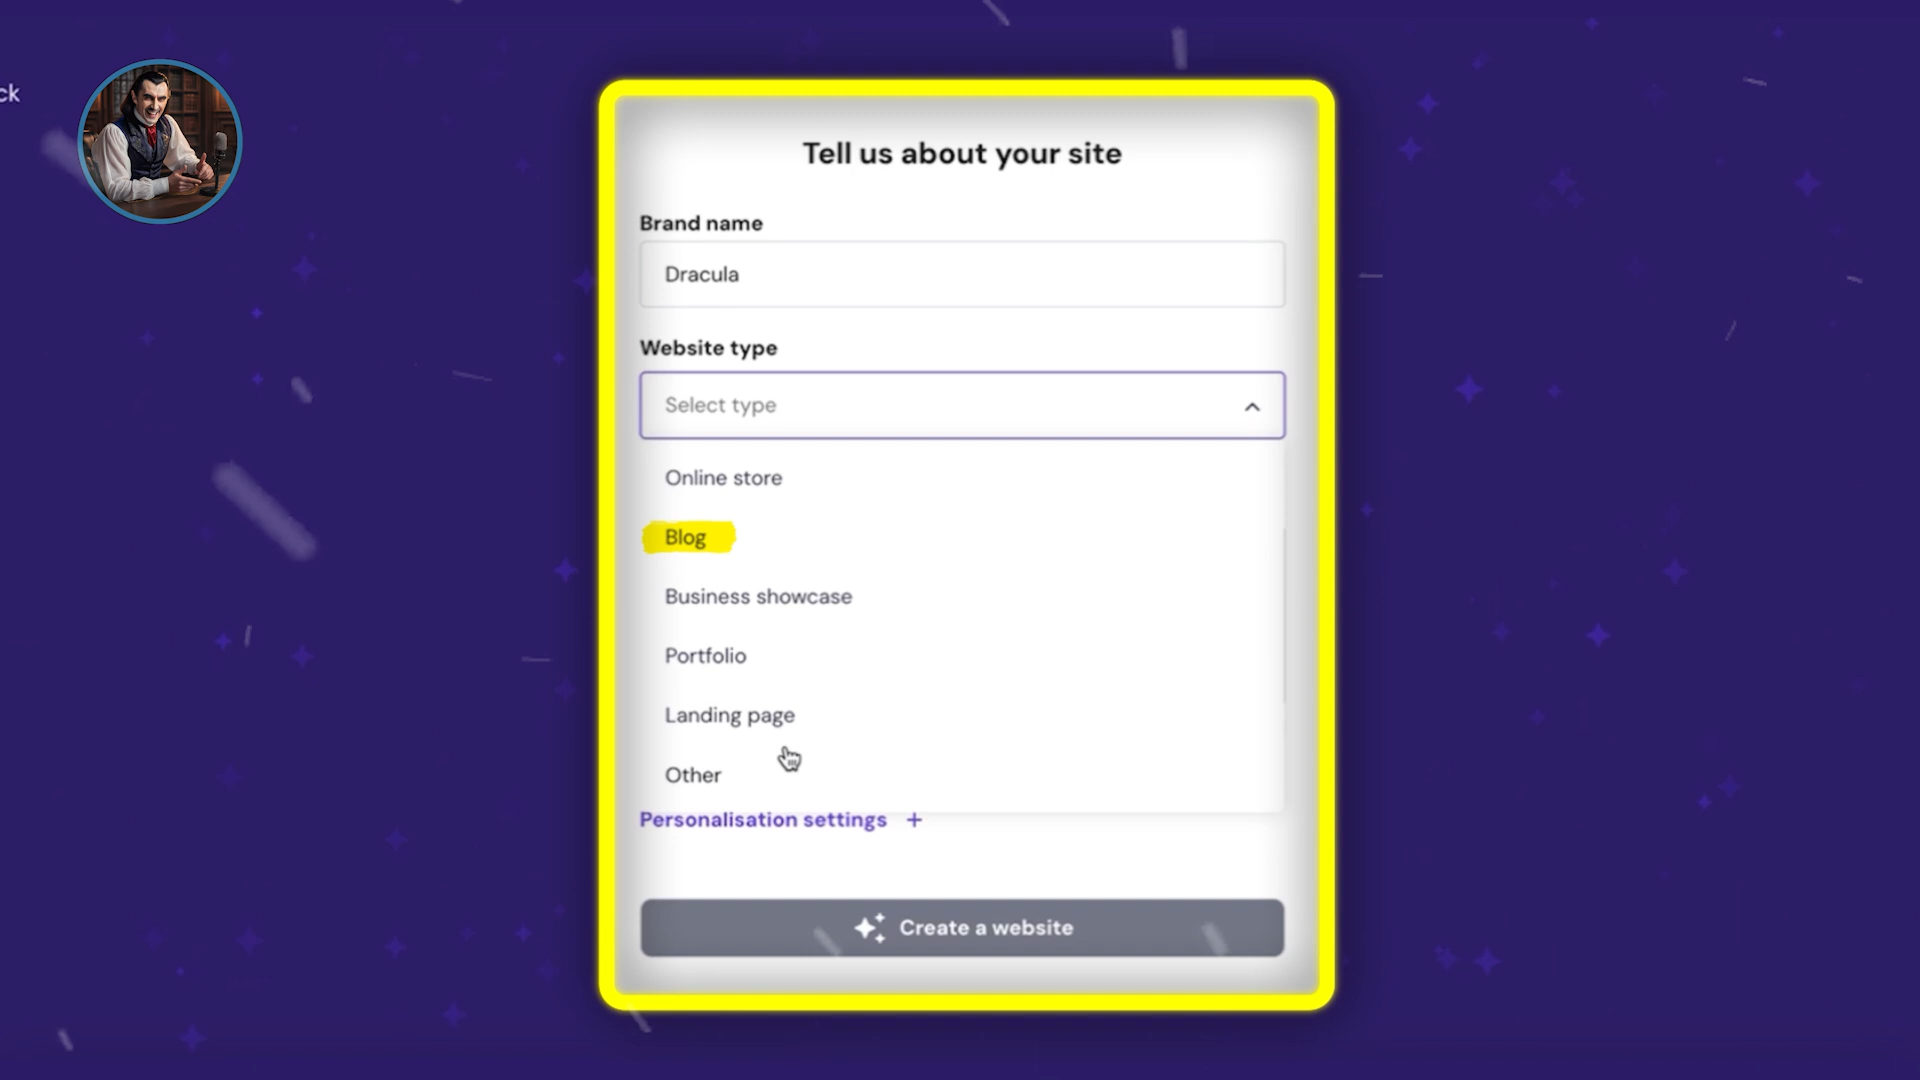 ck
Tell us about your site
Brand name
Dracula
Website type
Select type
Online store
Blog
Business showcase
Portfolio
Landing page
Other
Personalisation settings +
Create a website